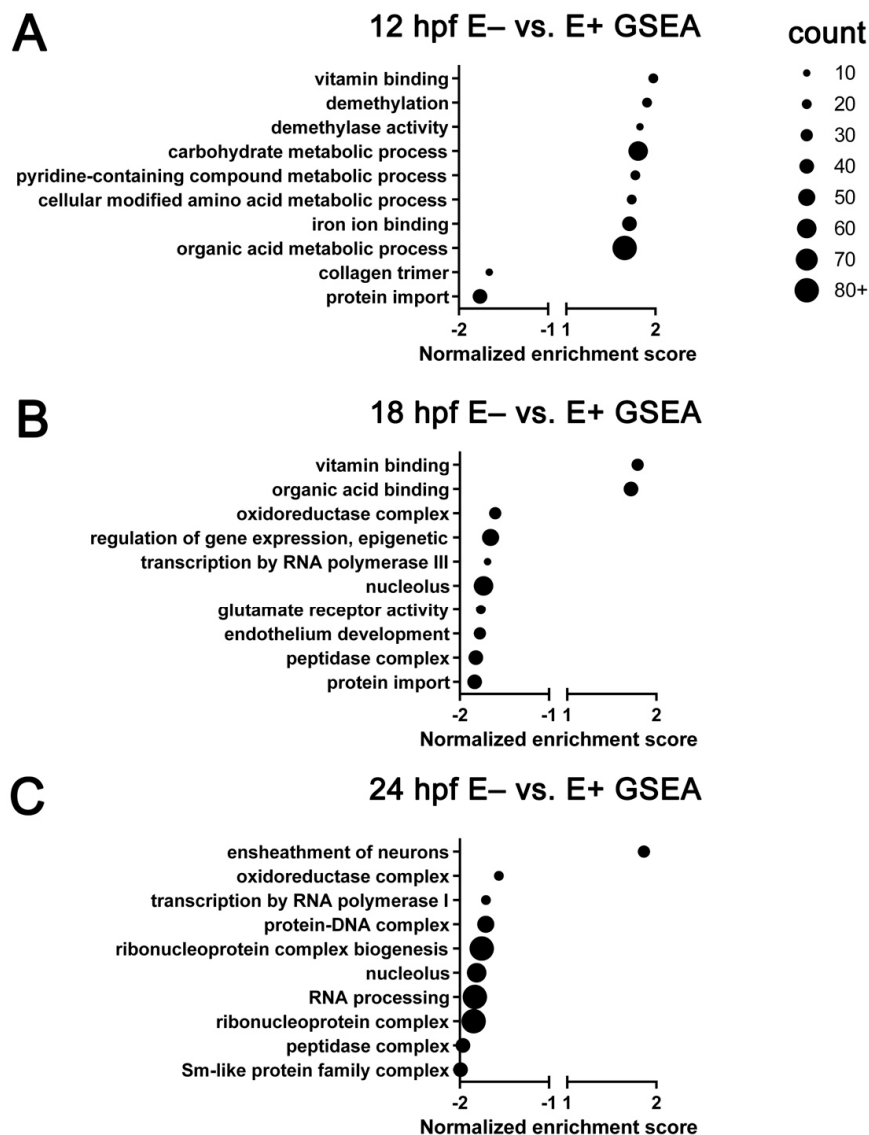 A
12 hpf E– vs. E+ GSEA
vitamin binding
demethylation
demethylase activity
carbohydrate metabolic process
pyridine-containing compound metabolic process
cellular modified amino acid metabolic process
iron ion binding
organic acid metabolic process
collagen trimer
protein import
-2 -1 1 2
Normalized enrichment score
count
10
20
30
40
50
60
70
80+
B
18 hpf E– vs. E+ GSEA
vitamin binding
organic acid binding
oxidoreductase complex
regulation of gene expression, epigenetic
transcription by RNA polymerase III
nucleolus
glutamate receptor activity
endothelium development
peptidase complex
protein import
-2 -1 1 2
Normalized enrichment score
C
24 hpf E– vs. E+ GSEA
ensheathment of neurons
oxidoreductase complex
transcription by RNA polymerase I
protein-DNA complex
ribonucleoprotein complex biogenesis
nucleolus
RNA processing
ribonucleoprotein complex
peptidase complex
Sm-like protein family complex
-2 -1 1 2
Normalized enrichment score